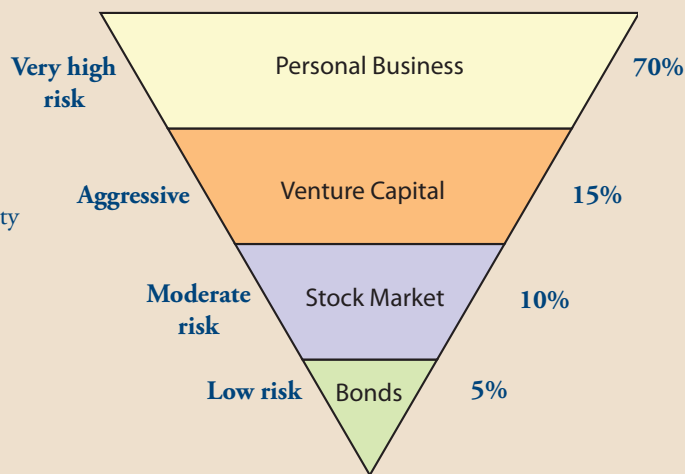 Very high
risk
Personal Business
70%
Aggressive
Venture Capital
15%
ty
Moderate
risk
Stock Market
10%
Low risk
Bonds
5%